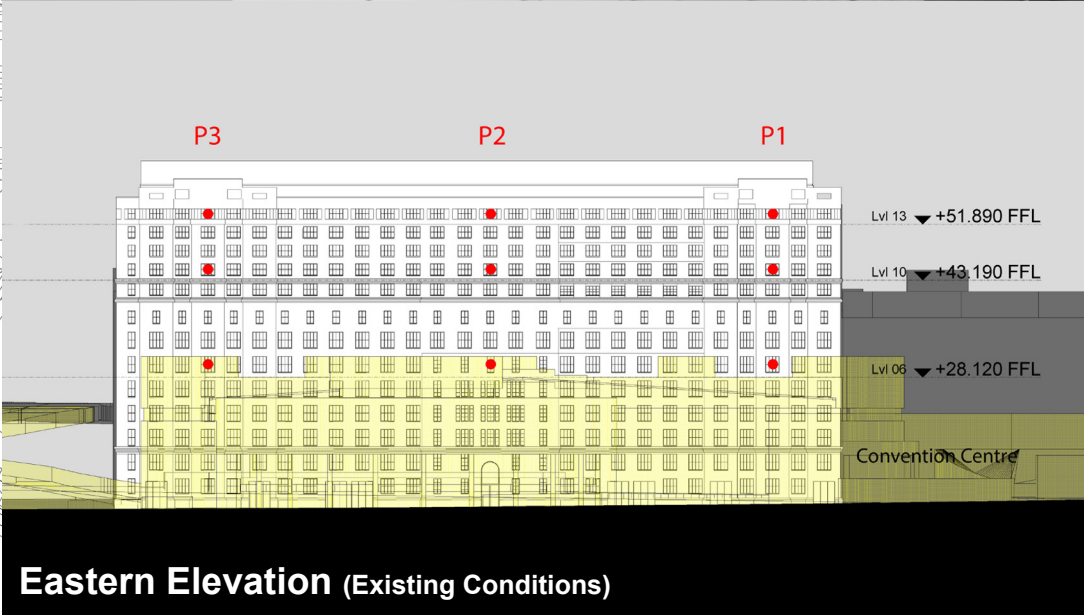 P3 P2 P1
Lvl 13 +51.890 FFL
Lvl 10 +43.190 FFL
Lvl 06 +28.120 FFL
Convention Centre
Eastern Elevation (Existing Conditions)